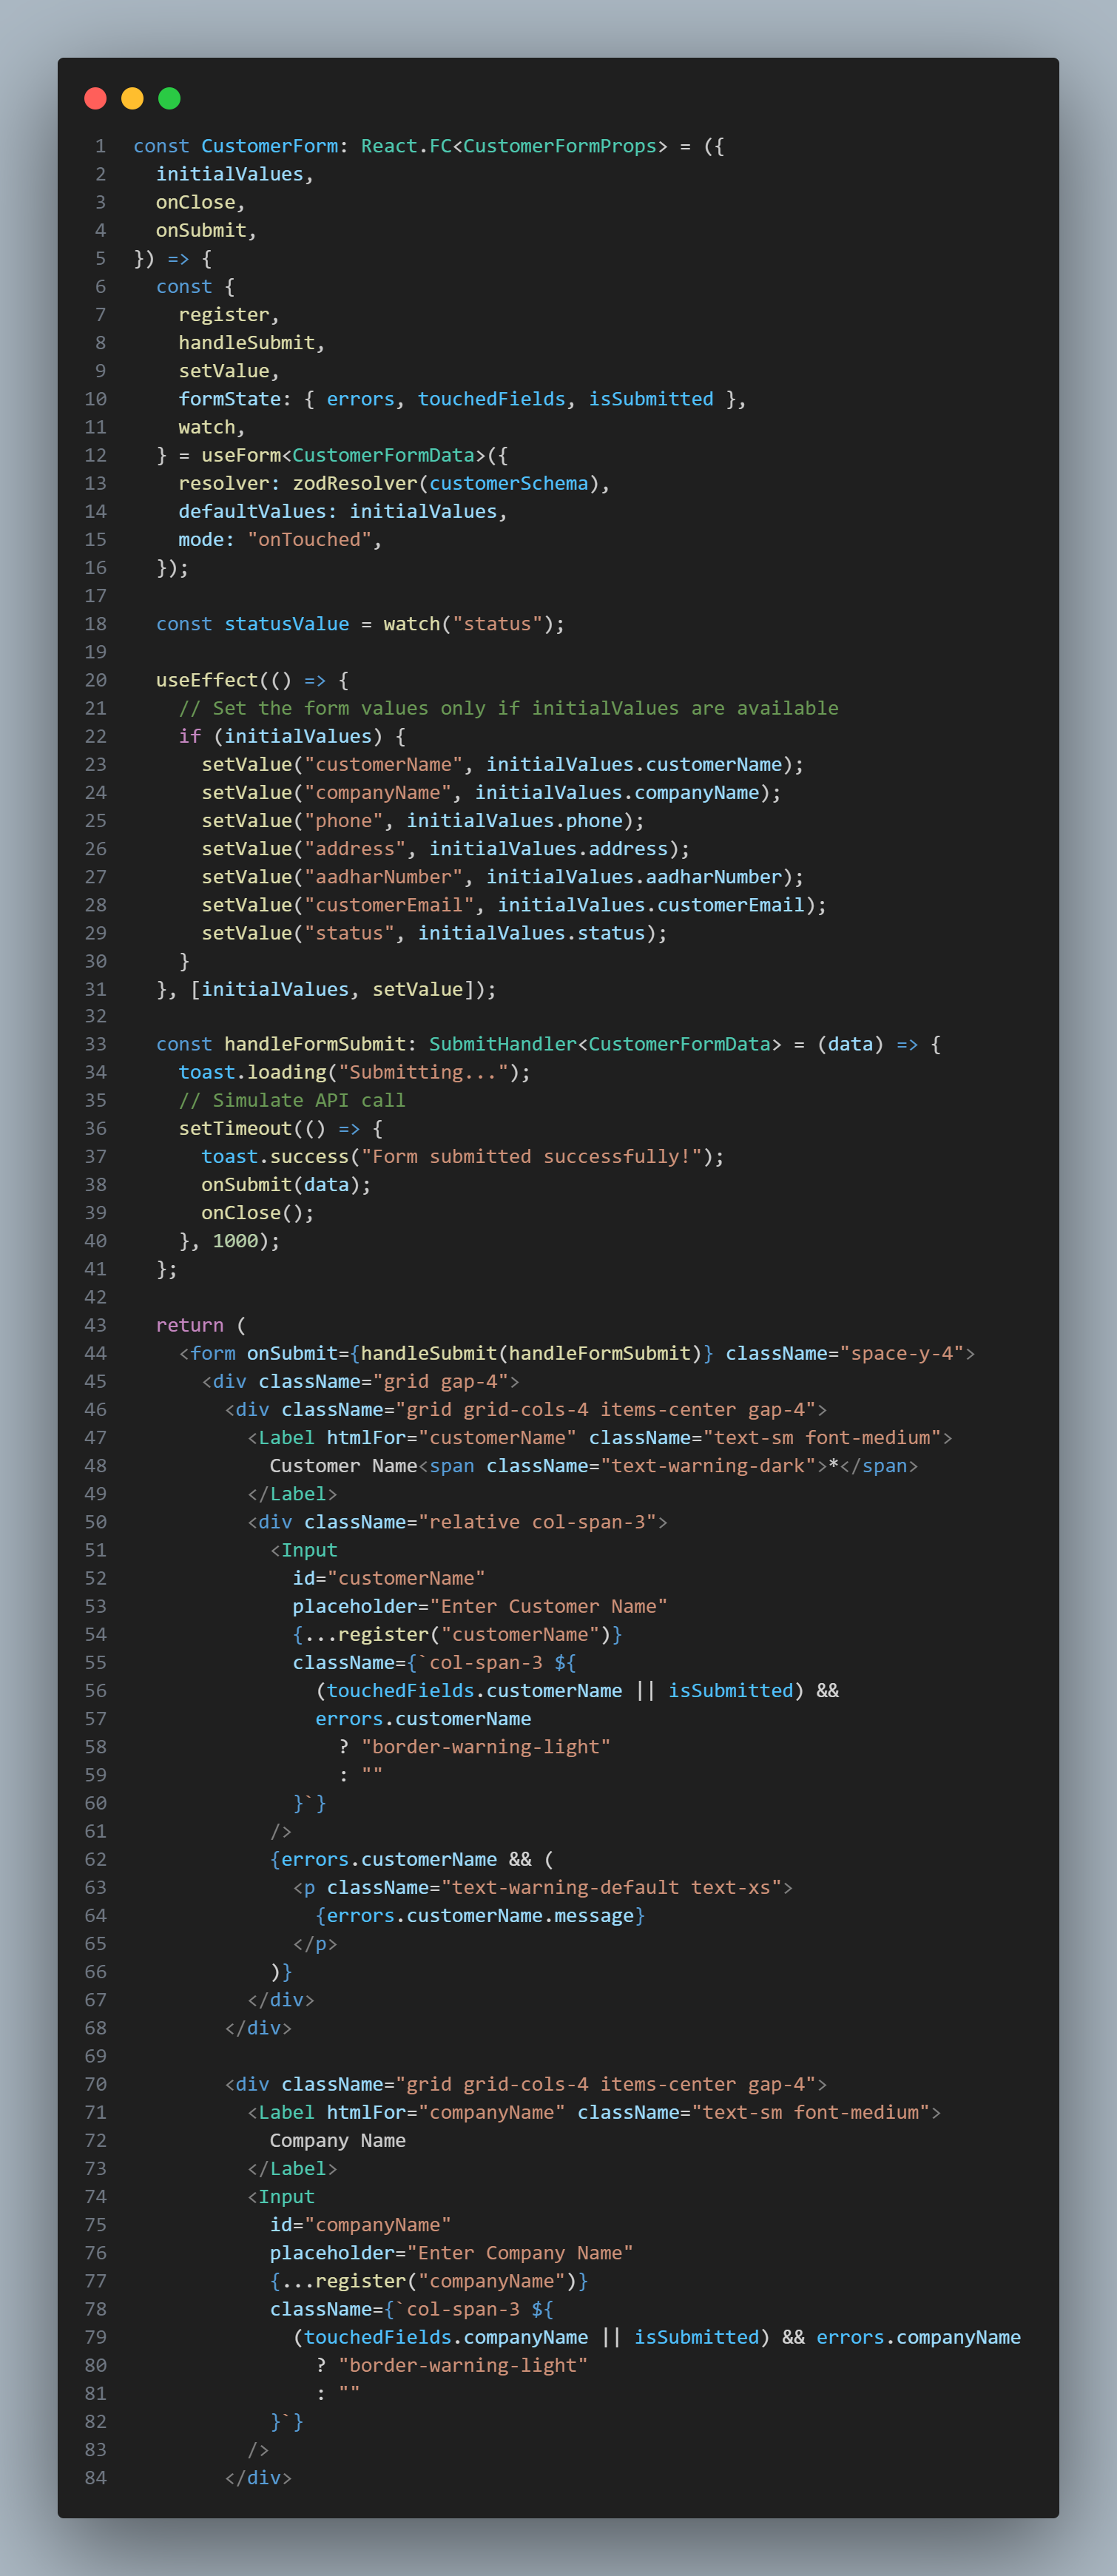 1 const CustomerForm: React.FC<CustomerFormProps> = ({
2   initialValues,
3   onClose,
4   onSubmit,
5 }) => {
6   const {
7     register,
8     handleSubmit,
9     setValue,
10     formState: { errors, touchedFields, isSubmitted },
11     watch,
12   } = useForm<CustomerFormData>({
13     resolver: zodResolver(customerSchema),
14     defaultValues: initialValues,
15     mode: "onTouched",
16   });
17
18   const statusValue = watch("status");
19
20   useEffect(() => {
21     // Set the form values only if initialValues are available
22     if (initialValues) {
23       setValue("customerName", initialValues.customerName);
24       setValue("companyName", initialValues.companyName);
25       setValue("phone", initialValues.phone);
26       setValue("address", initialValues.address);
27       setValue("aadharNumber", initialValues.aadharNumber);
28       setValue("customerEmail", initialValues.customerEmail);
29       setValue("status", initialValues.status);
30     }
31   }, [initialValues, setValue]);
32
33   const handleFormSubmit: SubmitHandler<CustomerFormData> = (data) => {
34     toast.loading("Submitting...");
35     // Simulate API call
36     setTimeout(() => {
37       toast.success("Form submitted successfully!");
38       onSubmit(data);
39       onClose();
40     }, 1000);
41   };
42
43   return (
44     <form onSubmit={handleSubmit(handleFormSubmit)} className="space-y-4">
45       <div className="grid gap-4">
46         <div className="grid grid-cols-4 items-center gap-4">
47           <Label htmlFor="customerName" className="text-sm font-medium">
48             Customer Name<span className="text-warning-dark">*</span>
49           </Label>
50           <div className="relative col-span-3">
51             <Input
52               id="customerName"
53               placeholder="Enter Customer Name"
54               {...register("customerName")}
55               className={`col-span-3 ${
56                 (touchedFields.customerName || isSubmitted) &&
57                 errors.customerName
58                   ? "border-warning-light"
59                   : ""
60               }`}
61             />
62             {errors.customerName && (
63               <p className="text-warning-default text-xs">
64                 {errors.customerName.message}
65               </p>
66             )}
67           </div>
68         </div>
69
70         <div className="grid grid-cols-4 items-center gap-4">
71           <Label htmlFor="companyName" className="text-sm font-medium">
72             Company Name
73           </Label>
74           <Input
75             id="companyName"
76             placeholder="Enter Company Name"
77             {...register("companyName")}
78             className={`col-span-3 ${
79               (touchedFields.companyName || isSubmitted) && errors.companyName
80                 ? "border-warning-light"
81                 : ""
82             }`}
83           />
84         </div>